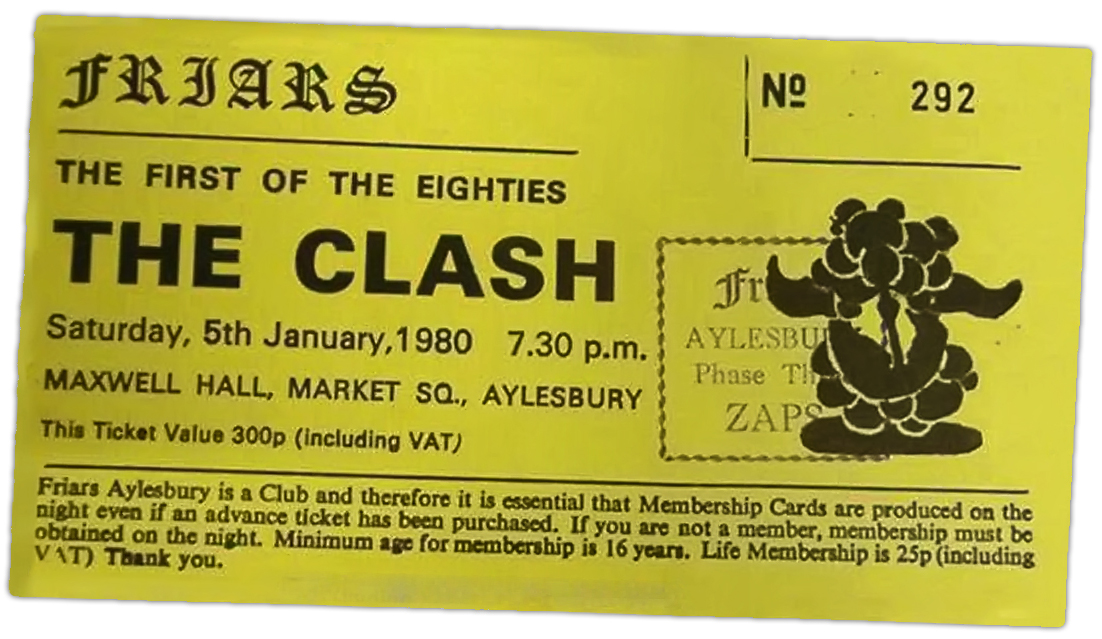 FRIARS
Nº 292
THE FIRST OF THE EIGHTIES
THE CLASH
Saturday, 5th January,1980 7.30 p.m.
MAXWELL HALL, MARKET SQ., AYLESBURY
This Ticket Value 300p (including VAT)
AYLESBU
Phase
ZAPS
Friars Aylesbury is a Club and therefore it is essential that Membership Cards are produced on the
night even if an advance ticket has been purchased. If you are not a member, membership must be
obtained on the night. Minimum age for membership is 16 years. Life Membership is 25p (including
VAT) Thank you.